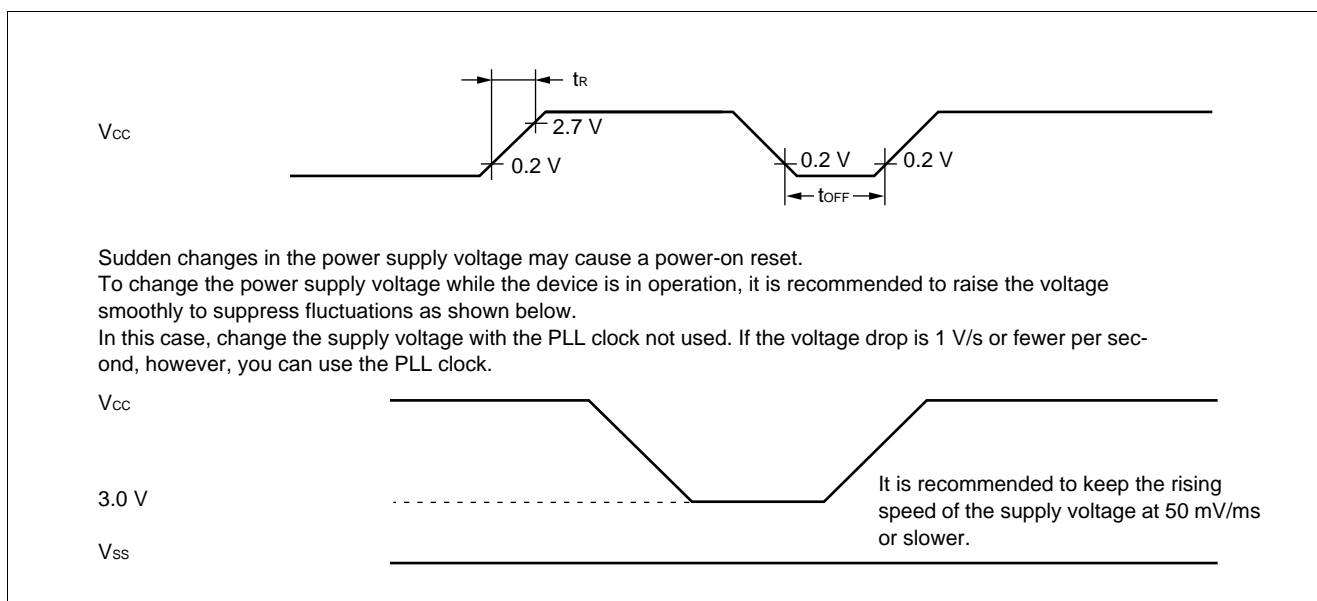 tR
VCC
2.7 V
0.2 V
0.2 V
0.2 V
tOFF
Sudden changes in the power supply voltage may cause a power-on reset.
To change the power supply voltage while the device is in operation, it is recommended to raise the voltage
smoothly to suppress fluctuations as shown below.
In this case, change the supply voltage with the PLL clock not used. If the voltage drop is 1 V/s or fewer per sec-
ond, however, you can use the PLL clock.
VCC
3.0 V
It is recommended to keep the rising
speed of the supply voltage at 50 mV/ms
or slower.
VSS